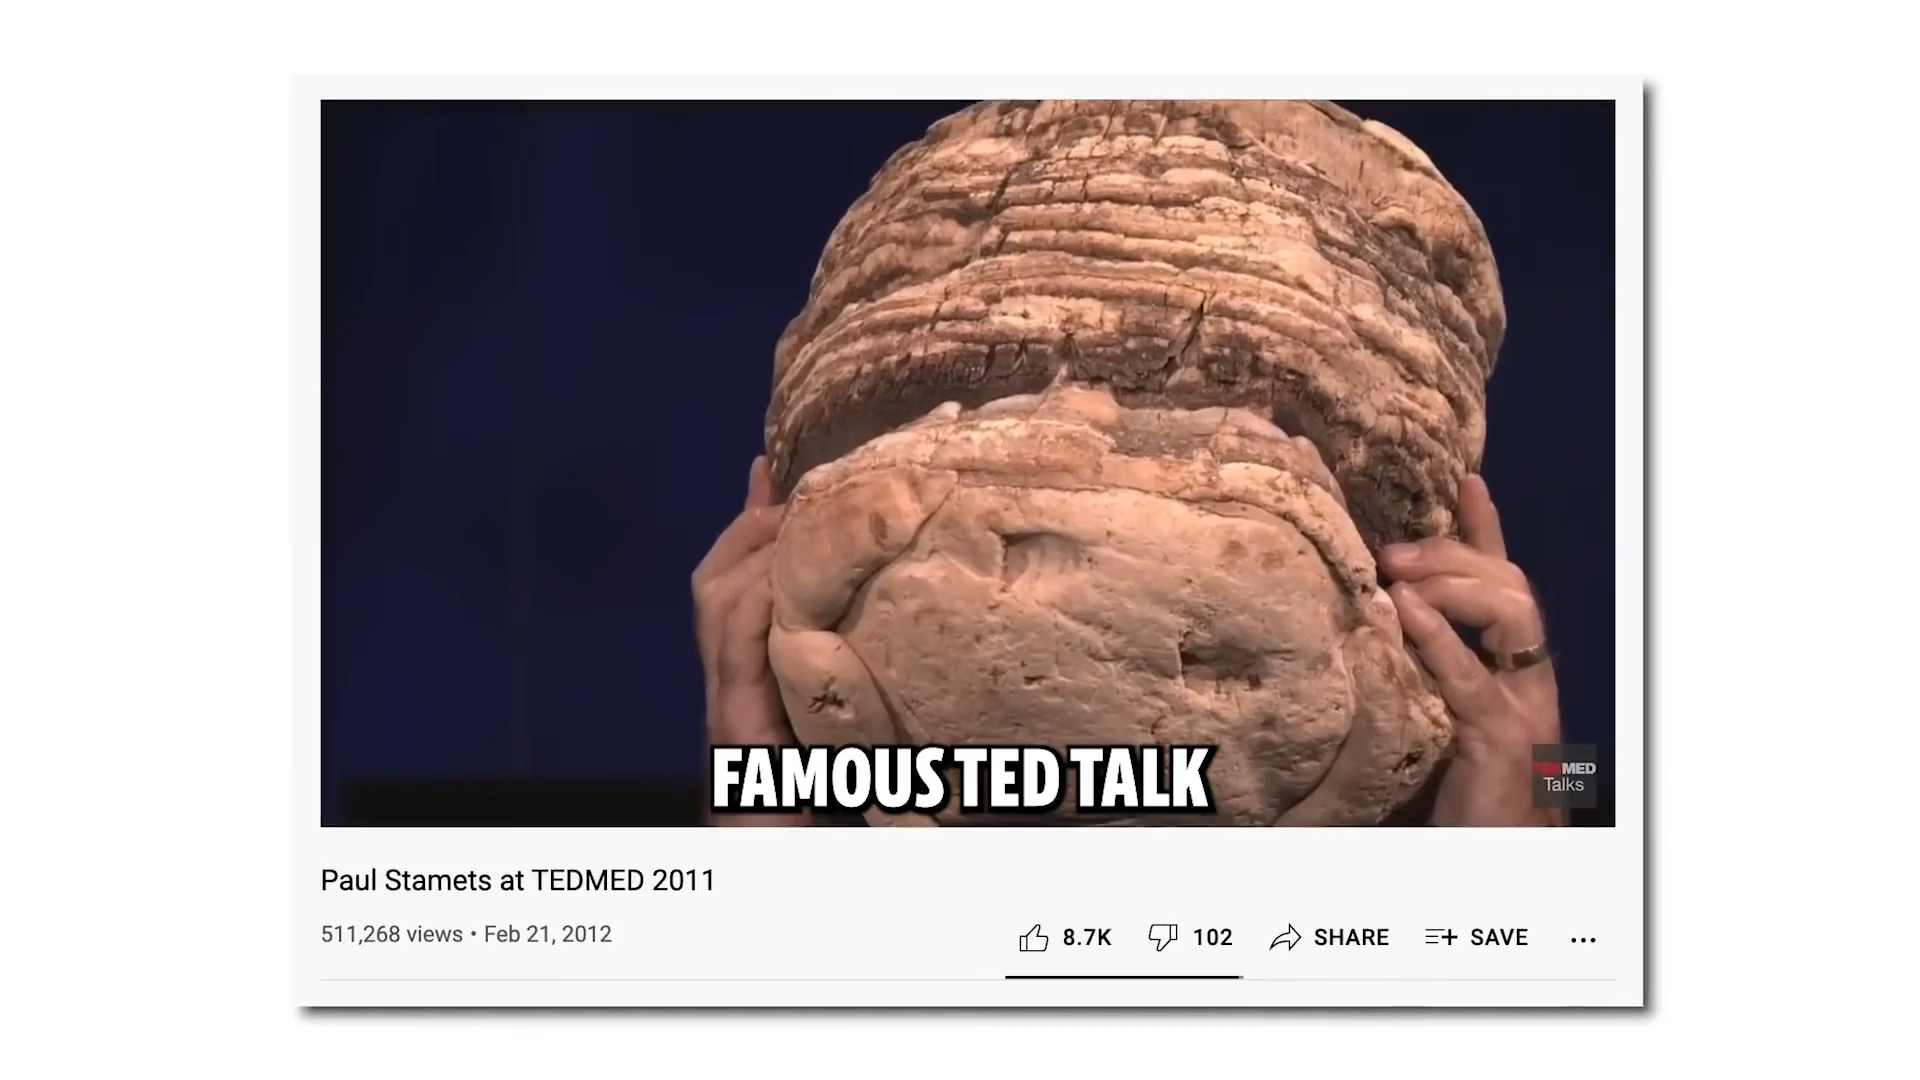 FAMOUS TED TALK
TEDMED
Talks
Paul Stamets at TEDMED 2011
511,268 views • Feb 21, 2012
8.7K 102 SHARE SAVE